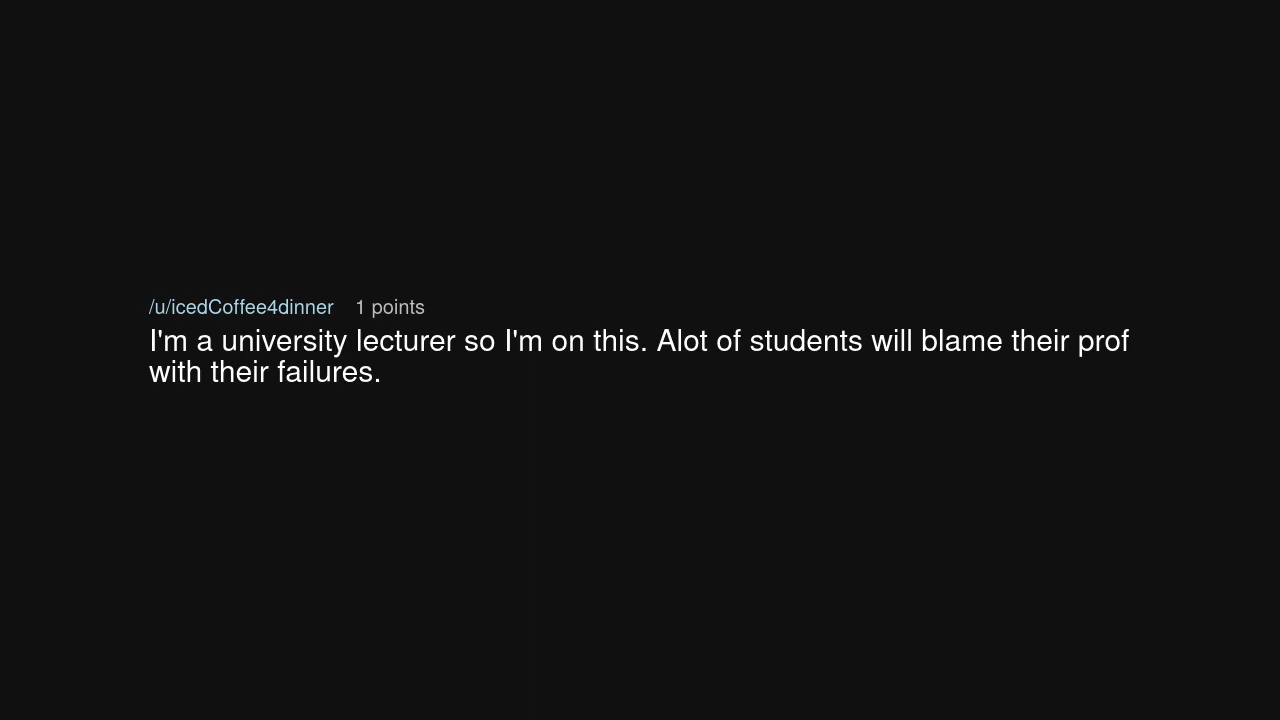 /u/icedCoffee4dinner 1 points
I'm a university lecturer so I'm on this. Alot of students will blame their prof
with their failures.